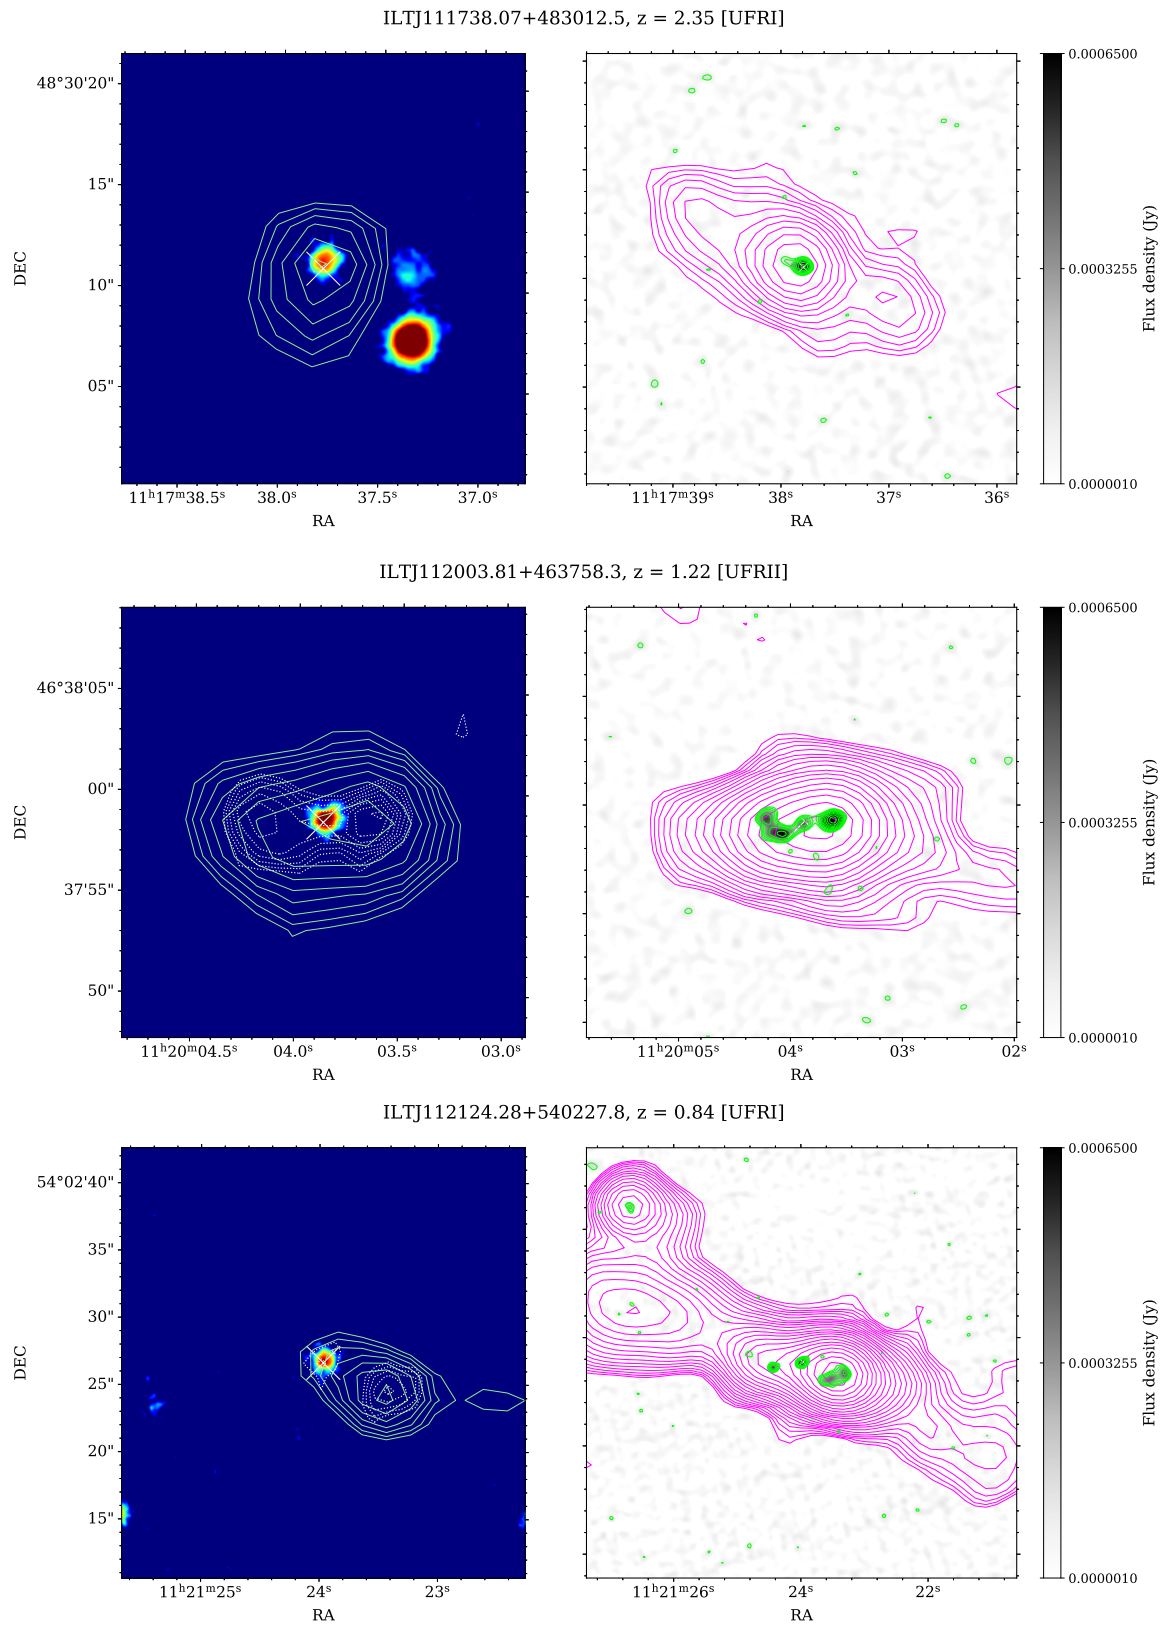 ILTJ111738.07+483012.5, z = 2.35 [UFRI]
48°30'20"
15"
10"
05"
DEC
11ʰ17ᵐ38.5ˢ 38.0ˢ 37.5ˢ 37.0ˢ
RA
11ʰ17ᵐ39ˢ 38ˢ 37ˢ 36ˢ
RA
0.0006500
0.0003255
0.0000010
Flux density (Jy)
ILTJ112003.81+463758.3, z = 1.22 [UFRII]
46°38'05"
00"
37'55"
50"
DEC
11ʰ20ᵐ04.5ˢ 04.0ˢ 03.5ˢ 03.0ˢ
RA
11ʰ20ᵐ05ˢ 04ˢ 03ˢ 02ˢ
RA
0.0006500
0.0003255
0.0000010
Flux density (Jy)
ILTJ112124.28+540227.8, z = 0.84 [UFRI]
54°02'40"
35"
30"
25"
20"
15"
DEC
11ʰ21ᵐ25ˢ 24ˢ 23ˢ
RA
11ʰ21ᵐ26ˢ 24ˢ 22ˢ
RA
0.0006500
0.0003255
0.0000010
Flux density (Jy)